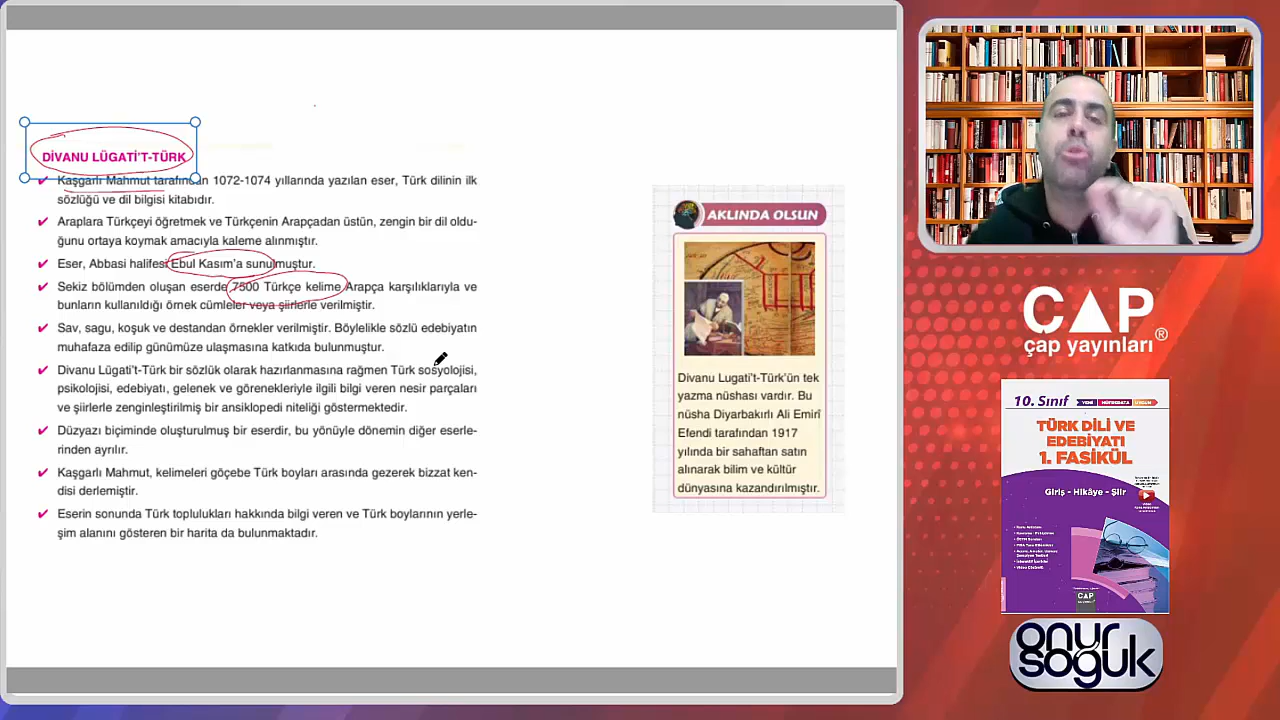 DİVANU LÜGATİ'T-TÜRK
✔ Kaşgarlı Mahmut tarafından 1072-1074 yıllarında yazılan eser, Türk dilinin ilk
sözlüğü ve dil bilgisi kitabıdır.
✔ Araplara Türkçeyi öğretmek ve Türkçenin Arapçadan üstün, zengin bir dil oldu-
ğunu ortaya koymak amacıyla kaleme alınmıştır.
✔ Eser, Abbasi halifesi Ebul Kasım'a sunulmuştur.
✔ Sekiz bölümden oluşan eserde 7500 Türkçe kelime Arapça karşılıklarıyla ve
bunların kullanıldığı örnek cümleler veya şiirlerle verilmiştir.
✔ Sav, sagu, koşuk ve destandan örnekler verilmiştir. Böylelikle sözlü edebiyatın
muhafaza edilip günümüze ulaşmasına katkıda bulunmuştur.
✔ Divanu Lügati't-Türk bir sözlük olarak hazırlanmasına rağmen Türk sosyolojisi,
psikolojisi, edebiyatı, gelenek ve görenekleriyle ilgili bilgi veren nesir parçaları
ve şiirlerle zenginleştirilmiş bir ansiklopedi niteliği göstermektedir.
✔ Düzyazı biçiminde oluşturulmuş bir eserdir, bu yönüyle dönemin diğer eserle-
rinden ayrılır.
✔ Kaşgarlı Mahmut, kelimeleri göçebe Türk boyları arasında gezerek bizzat ken-
disi derlemiştir.
✔ Eserin sonunda Türk toplulukları hakkında bilgi veren ve Türk boylarının yerle-
şim alanını gösteren bir harita da bulunmaktadır.
AKLINDA OLSUN
Divanu Lugati't-Türk'ün tek
yazma nüshası vardır. Bu
nüsha Diyarbakırlı Ali Emirî
Efendi tarafından 1917
yılında bir sahaftan satın
alınarak bilim ve kültür
dünyasına kazandırılmıştır.
ÇAP®
çap yayınları
10. Sınıf
TÜRK DİLİ VE
EDEBİYATI
1. FASİKÜL
Giriş - Hikâye - Şiir
ÇAP
onur
soğuk